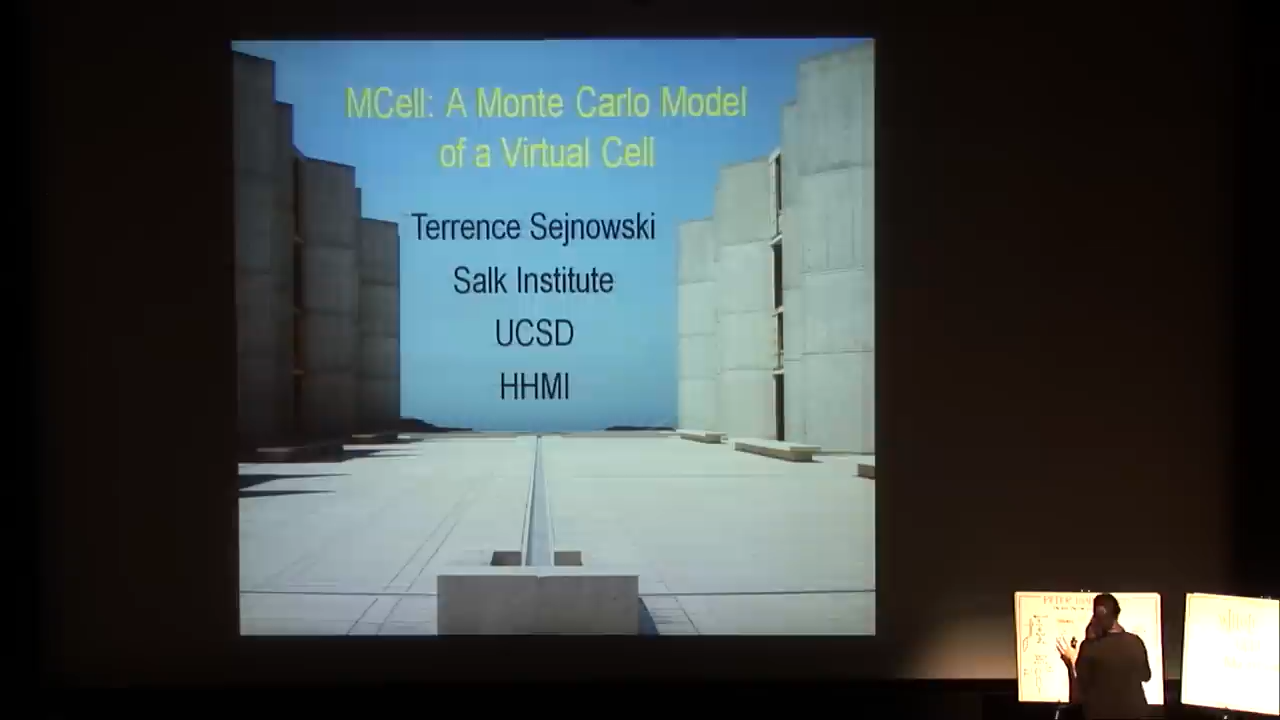 MCell: A Monte Carlo Model
of a Virtual Cell
Terrence Sejnowski
Salk Institute
UCSD
HHMI